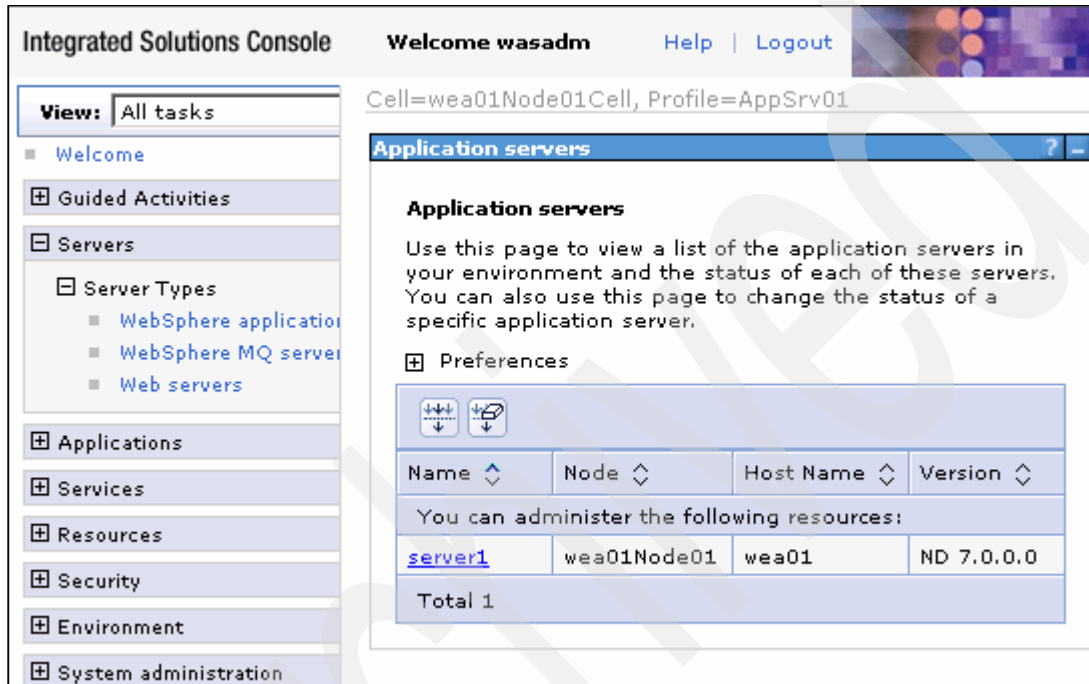 Integrated Solutions Console Welcome wasadm Help | Logout
View: All tasks
Cell=wea01Node01Cell, Profile=AppSrv01
Welcome
Guided Activities
Servers
Server Types
WebSphere application
WebSphere MQ server
Web servers
Applications
Services
Resources
Security
Environment
System administration
Application servers ? –
Application servers
Use this page to view a list of the application servers in
your environment and the status of each of these servers.
You can also use this page to change the status of a
specific application server.
Preferences
Name Node Host Name Version
You can administer the following resources:
server1 wea01Node01 wea01 ND 7.0.0.0
Total 1